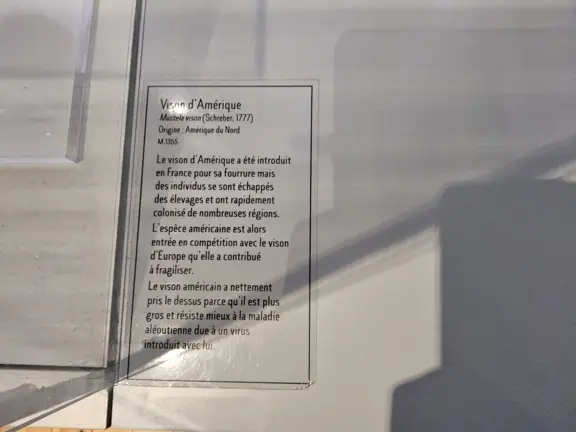 Vison d'Amérique
Mustela vison (Schreber, 1777)
Origine : Amérique du Nord
M.1355
Le vison d'Amérique a été introduit
en France pour sa fourrure mais
des individus se sont échappés
des élevages et ont rapidement
colonisé de nombreuses régions.
L'espèce américaine est alors
entrée en compétition avec le vison
d'Europe qu'elle a contribué
à fragiliser.
Le vison américain a nettement
pris le dessus parce qu'il est plus
gros et résiste mieux à la maladie
aléoutienne due à un virus
introduit avec lui.